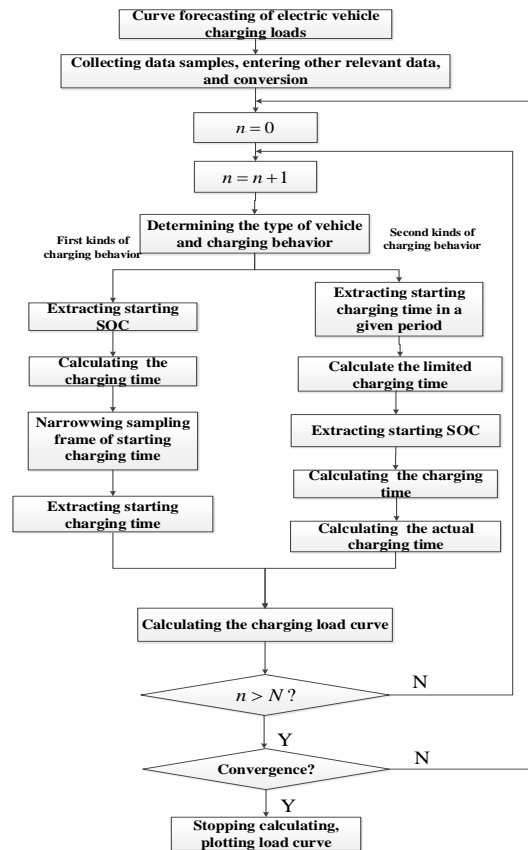 Curve forecasting of electric vehicle
charging loads
Collecting data samples, entering other relevant data,
and conversion
n = 0
n = n + 1
Determining the type of vehicle
and charging behavior
First kinds of
charging behavior
Second kinds of
charging behavior
Extracting starting
SOC
Calculating the
charging time
Narrowwing sampling
frame of starting
charging time
Extracting starting
charging time
Extracting starting
charging time in a
given period
Calculate the limited
charging time
Extracting starting SOC
Calculating the charging
time
Calculating the actual
charging time
Calculating the charging load curve
n > N ?
N
Y
Convergence?
N
Y
Stopping calculating,
plotting load curve